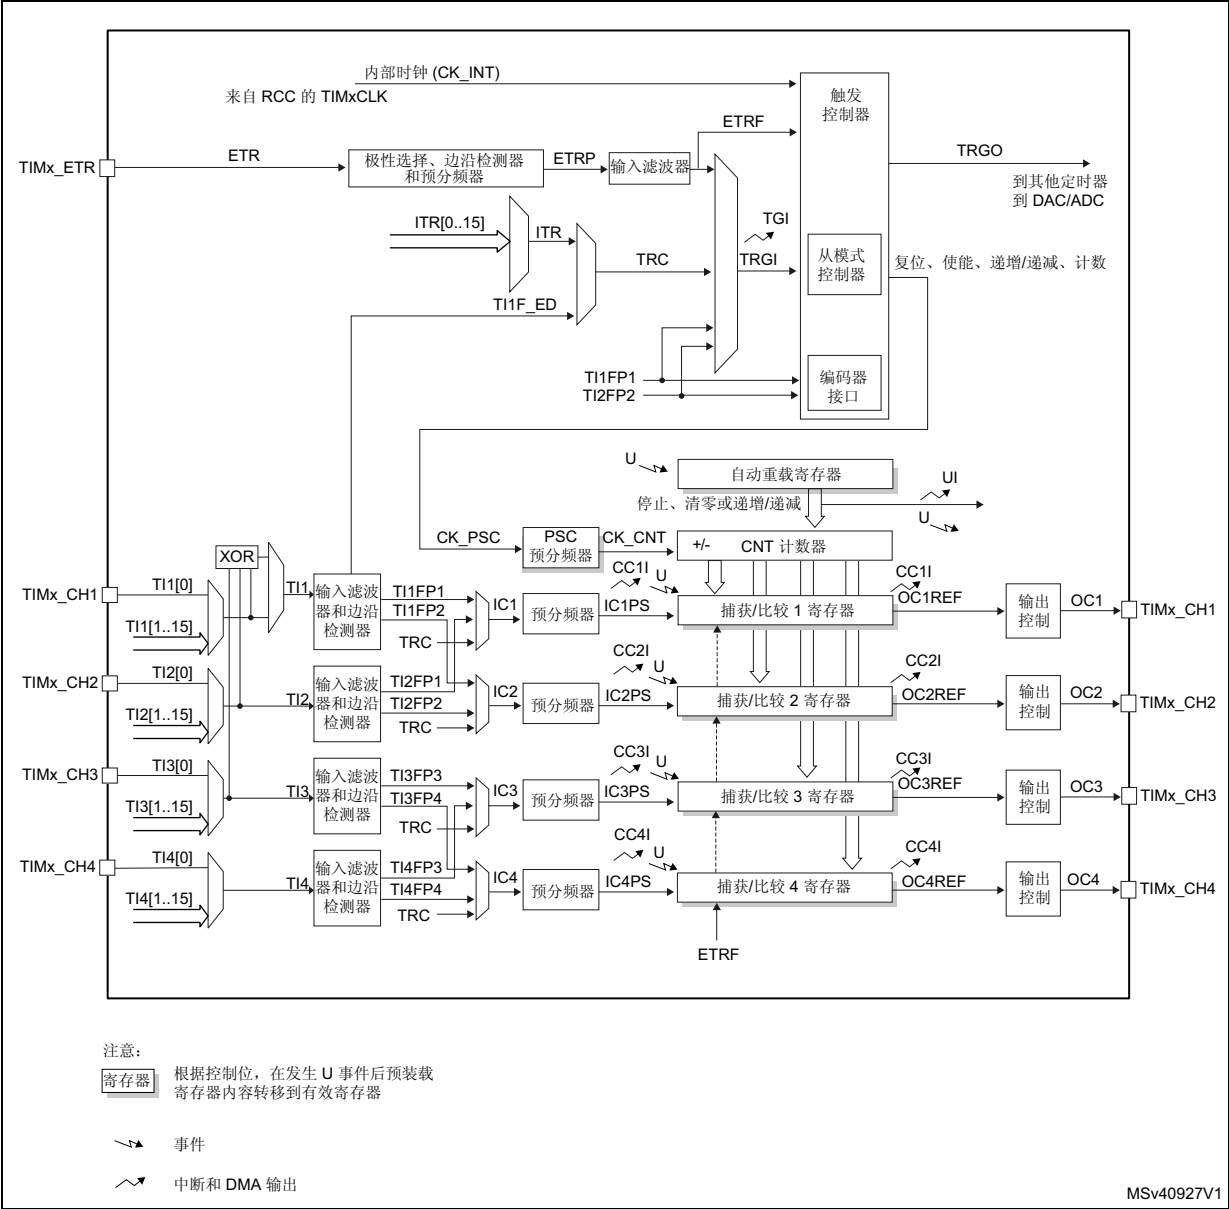 内部时钟 (CK_INT)
来自 RCC 的 TIMxCLK
触发
控制器
ETRF
TIMx_ETR
ETR
极性选择、边沿检测器
和预分频器
ETRP
输入滤波器
TRGO
到其他定时器
到 DAC/ADC
ITR[0..15]
ITR
TGI
TRC
TRGI
从模式
控制器
复位、使能、递增/递减、计数
TI1F_ED
TI1FP1
TI2FP2
编码器
接口
U
自动重载寄存器
UI
停止、清零或递增/递减
U
CK_PSC
PSC
预分频器
CK_CNT
+/-
CNT 计数器
XOR
TIMx_CH1
TI1[0]
TI1[1..15]
TI1
输入滤波
器和边沿
检测器
TI1FP1
TI1FP2
TRC
IC1
预分频器
IC1PS
CC1I
U
捕获/比较 1 寄存器
CC1I
OC1REF
输出
控制
OC1
TIMx_CH1
TIMx_CH2
TI2[0]
TI2[1..15]
TI2
输入滤波
器和边沿
检测器
TI2FP1
TI2FP2
TRC
IC2
预分频器
IC2PS
CC2I
U
捕获/比较 2 寄存器
CC2I
OC2REF
输出
控制
OC2
TIMx_CH2
TIMx_CH3
TI3[0]
TI3[1..15]
TI3
输入滤波
器和边沿
检测器
TI3FP3
TI3FP4
TRC
IC3
预分频器
IC3PS
CC3I
U
捕获/比较 3 寄存器
CC3I
OC3REF
输出
控制
OC3
TIMx_CH3
TIMx_CH4
TI4[0]
TI4[1..15]
TI4
输入滤波
器和边沿
检测器
TI4FP3
TI4FP4
TRC
IC4
预分频器
IC4PS
CC4I
U
捕获/比较 4 寄存器
CC4I
OC4REF
输出
控制
OC4
TIMx_CH4
ETRF
注意：
寄存器
根据控制位，在发生 U 事件后预装载
寄存器内容转移到有效寄存器
事件
中断和 DMA 输出
MSv40927V1